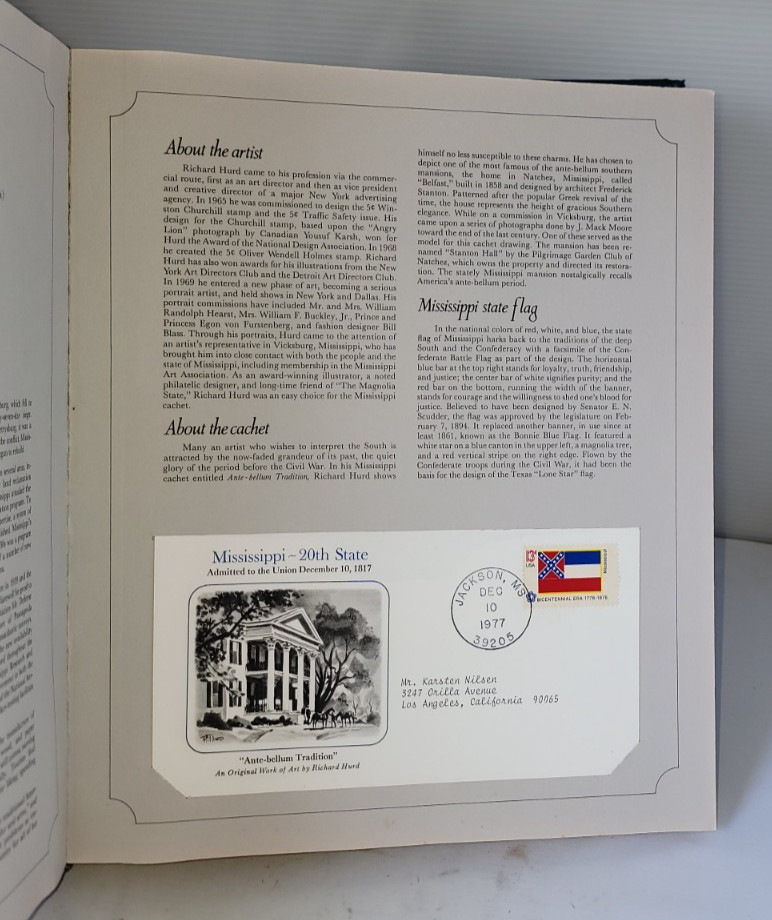 About the artist
Richard Hurd came to his profession via the commer-
cial route, first as an art director and then as vice president
and creative director of a major New York advertising
agency. In 1965 he was commissioned to design the 5¢ Win-
ston Churchill stamp and the 5¢ Traffic Safety issue. His
design for the Churchill stamp, based upon the "Angry
Lion" photograph by Canadian Yousuf Karsh, won for
Hurd the Award of the National Design Association. In 1968
he created the 5¢ Oliver Wendell Holmes stamp. Richard
Hurd has also won awards for his illustrations from the New
York Art Directors Club and the Detroit Art Directors Club.
In 1969 he entered a new phase of art, becoming a serious
portrait artist, and held shows in New York and Dallas. His
portrait commissions have included Mr. and Mrs. William
Randolph Hearst, Mrs. William F. Buckley, Jr., Prince and
Princess Egon von Furstenberg, and fashion designer Bill
Blass. Through his portraits, Hurd came to the attention of
an artist's representative in Vicksburg, Mississippi, who has
brought him into close contact with both the people and the
state of Mississippi, including membership in the Mississippi
Art Association. As an award-winning illustrator, a noted
philatelic designer, and long-time friend of "The Magnolia
State," Richard Hurd was an easy choice for the Mississippi
cachet.
About the cachet
Many an artist who wishes to interpret the South is
attracted by the now-faded grandeur of its past, the quiet
glory of the period before the Civil War. In his Mississippi
cachet entitled Ante-bellum Tradition, Richard Hurd shows
himself no less susceptible to these charms. He has chosen to
depict one of the most famous of the ante-bellum southern
mansions, the home in Natchez, Mississippi, called
"Belfast," built in 1858 and designed by architect Frederick
Stanton. Patterned after the popular Greek revival of the
time, the house represents the height of gracious Southern
elegance. While on a commission in Vicksburg, the artist
came upon a series of photographs done by J. Mack Moore
toward the end of the last century. One of these served as the
model for this cachet drawing. The mansion has been re-
named "Stanton Hall" by the Pilgrimage Garden Club of
Natchez, which owns the property and directed its restora-
tion. The stately Mississippi mansion nostalgically recalls
America's ante-bellum period.
Mississippi state flag
In the national colors of red, white, and blue, the state
flag of Mississippi harks back to the traditions of the deep
South and the Confederacy with a facsimile of the Con-
federate Battle Flag as part of the design. The horizontal
blue bar at the top right stands for loyalty, truth, friendship,
and justice; the center bar of white signifies purity; and the
red bar on the bottom, running the width of the banner,
stands for courage and the willingness to shed one's blood for
justice. Believed to have been designed by Senator E. N.
Scudder, the flag was approved by the legislature on Feb-
ruary 7, 1894. It replaced another banner, in use since at
least 1861, known as the Bonnie Blue Flag. It featured a
white star on a blue canton in the upper left, a magnolia tree,
and a red vertical stripe on the right edge. Flown by the
Confederate troops during the Civil War, it had been the
basis for the design of the Texas "Lone Star" flag.
Mississippi~20th State
Admitted to the Union December 10, 1817
JACKSON, MS
DEC
10
1977
39205
13¢
USA
Mississippi
BICENTENNIAL ERA 1776-1976
Mr. Karsten Nilsen
3247 Orilla Avenue
Los Angeles, California 90065
"Ante-bellum Tradition"
An Original Work of Art by Richard Hurd